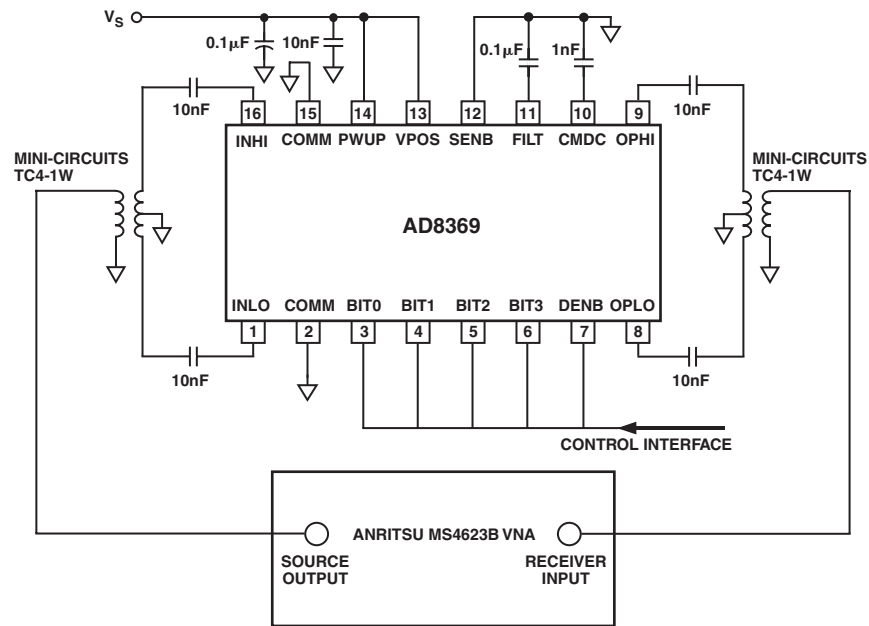 VS
0.1µF
10nF
0.1µF
1nF
10nF
10nF
16
15
14
13
12
11
10
9
INHI
COMM
PWUP
VPOS
SENB
FILT
CMDC
OPHI
MINI-CIRCUITS
TC4-1W
MINI-CIRCUITS
TC4-1W
AD8369
INLO
COMM
BIT0
BIT1
BIT2
BIT3
DENB
OPLO
1
2
3
4
5
6
7
8
10nF
10nF
CONTROL INTERFACE
ANRITSU MS4623B VNA
SOURCE
OUTPUT
RECEIVER
INPUT